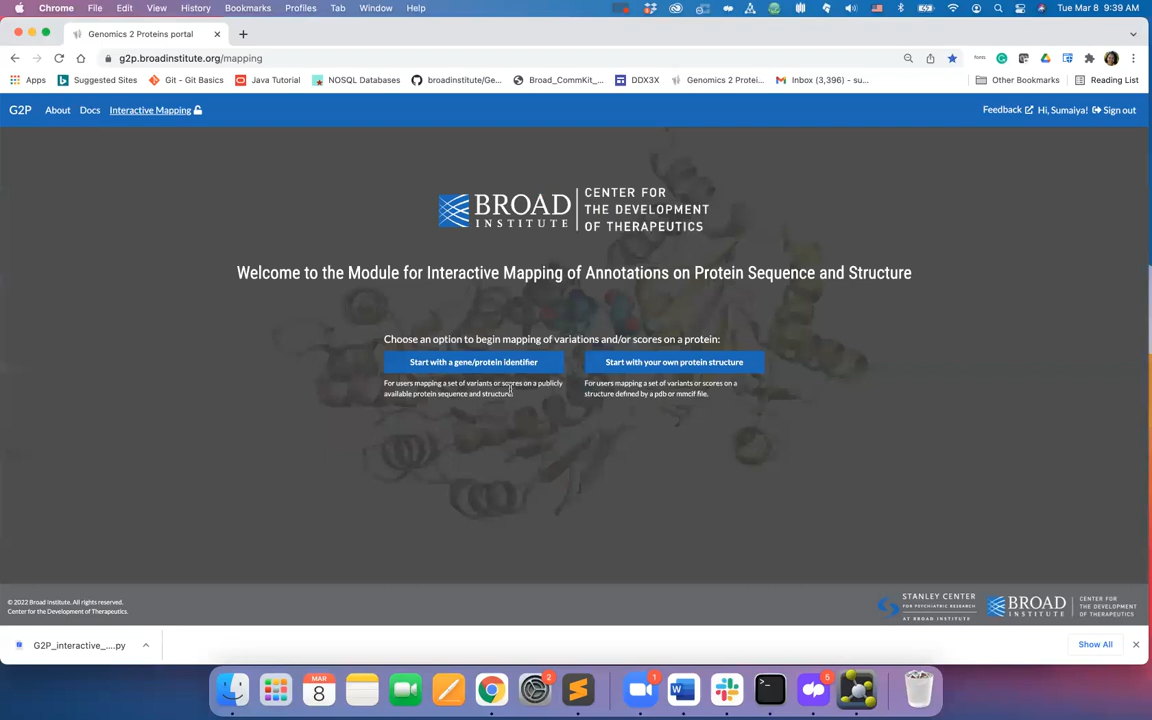 Chrome File Edit View History Bookmarks Profiles Tab Window Help Tue Mar 8 9:39 AM
Genomics 2 Proteins portal
g2p.broadinstitute.org/mapping
Apps Suggested Sites Git - Git Basics Java Tutorial NOSQL Databases broadinstitute/Ge... Broad_CommKit_... DDX3X Genomics 2 Protei... Inbox (3,396) - su... Other Bookmarks Reading List
G2P About Docs Interactive Mapping Feedback Hi, Sumaiya! Sign out
BROAD INSTITUTE
CENTER FOR
THE DEVELOPMENT
OF THERAPEUTICS
Welcome to the Module for Interactive Mapping of Annotations on Protein Sequence and Structure
Choose an option to begin mapping of variations and/or scores on a protein:
Start with a gene/protein identifier
For users mapping a set of variants or scores on a publicly
available protein sequence and structure.
Start with your own protein structure
For users mapping a set of variants or scores on a
structure defined by a pdb or mmcif file.
© 2022 Broad Institute. All rights reserved.
Center for the Development of Therapeutics.
STANLEY CENTER
FOR PSYCHIATRIC RESEARCH
AT BROAD INSTITUTE
BROAD INSTITUTE
CENTER FOR
THE DEVELOPMENT
OF THERAPEUTICS
G2P_interactive_....py Show All
MAR
8
2
1
5